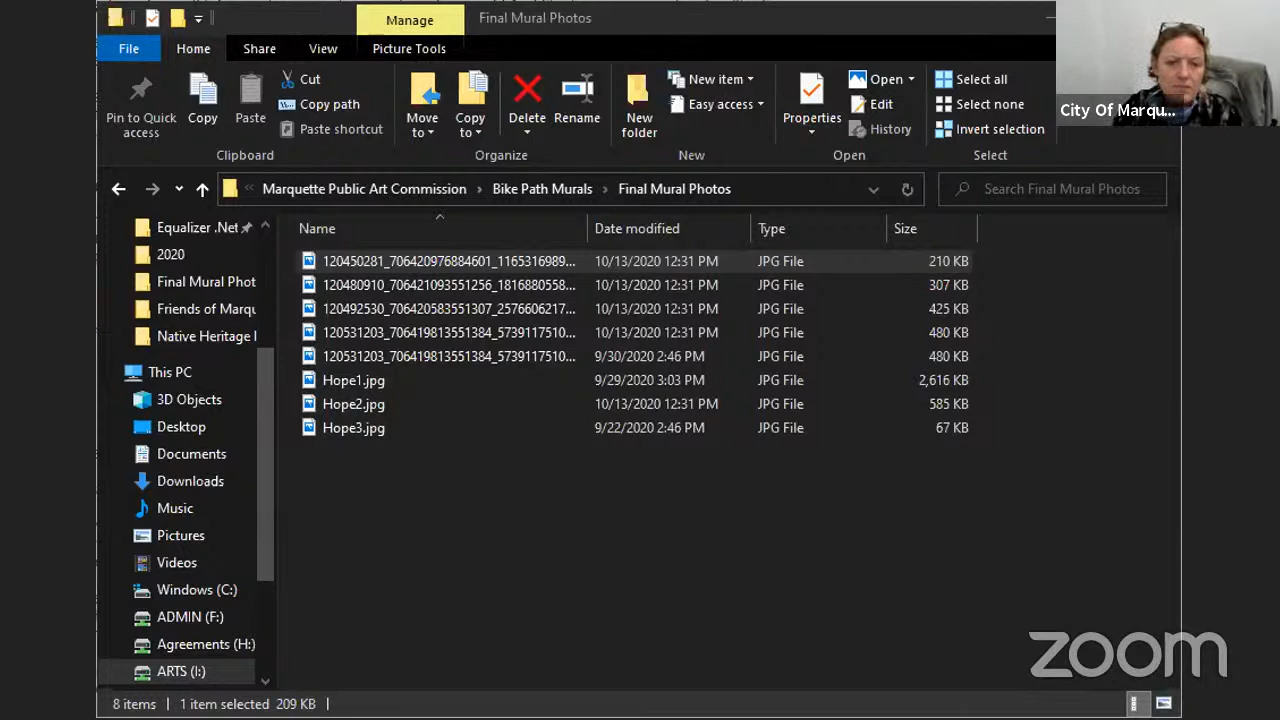 Manage
Final Mural Photos
File
Home
Share
View
Picture Tools
Pin to Quick access
Copy
Paste
Cut
Copy path
Paste shortcut
Clipboard
Move to
Copy to
Delete
Rename
Organize
New folder
New item
Easy access
New
Properties
Open
Edit
History
Open
Select all
Select none
Invert selection
Select
City Of Marqu...
« Marquette Public Art Commission > Bike Path Murals > Final Mural Photos
Search Final Mural Photos
Name
Date modified
Type
Size
120450281_706420976884601_1165316989... 10/13/2020 12:31 PM JPG File 210 KB
120480910_706421093551256_1816880558... 10/13/2020 12:31 PM JPG File 307 KB
120492530_706420583551307_2576606217... 10/13/2020 12:31 PM JPG File 425 KB
120531203_706419813551384_5739117510... 10/13/2020 12:31 PM JPG File 480 KB
120531203_706419813551384_5739117510... 9/30/2020 2:46 PM JPG File 480 KB
Hope1.jpg 9/29/2020 3:03 PM JPG File 2,616 KB
Hope2.jpg 10/13/2020 12:31 PM JPG File 585 KB
Hope3.jpg 9/22/2020 2:46 PM JPG File 67 KB
Equalizer .Net
2020
Final Mural Phot
Friends of Marqu
Native Heritage
This PC
3D Objects
Desktop
Documents
Downloads
Music
Pictures
Videos
Windows (C:)
ADMIN (F:)
Agreements (H:)
ARTS (I:)
8 items
1 item selected 209 KB
zoom